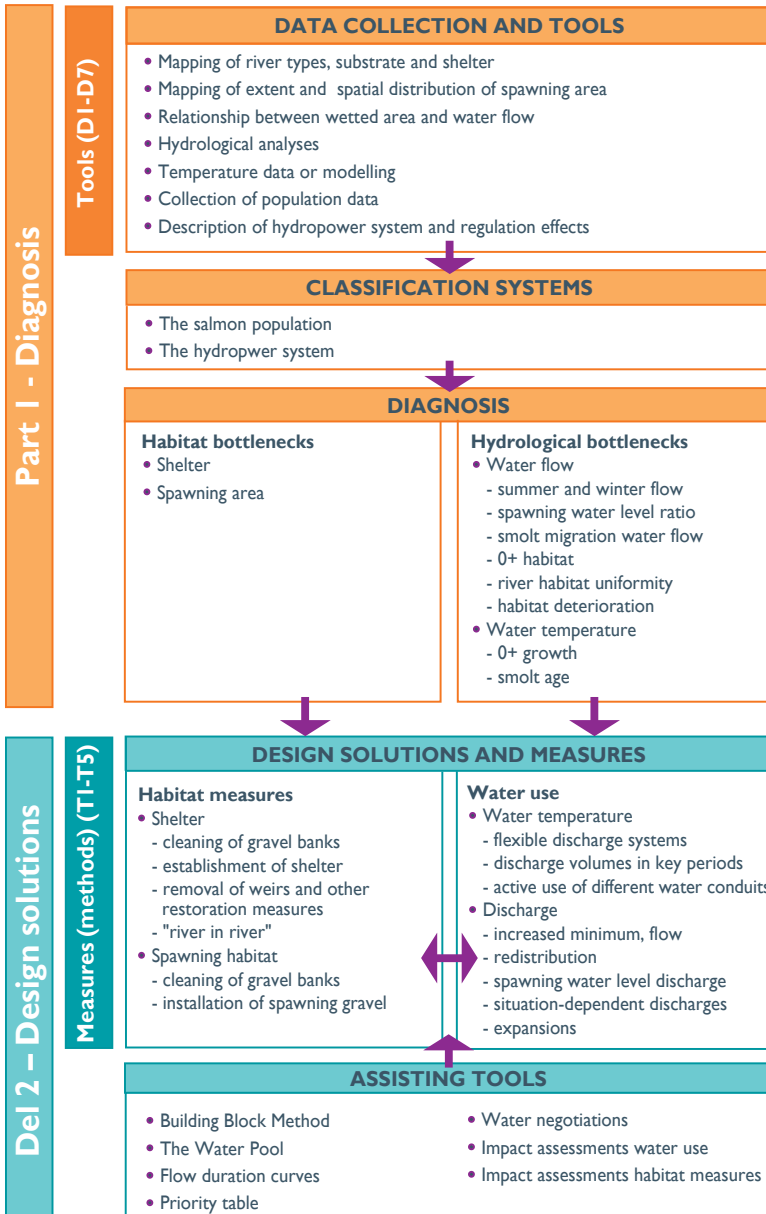 Part 1 - Diagnosis
Tools (D1-D7)
DATA COLLECTION AND TOOLS
• Mapping of river types, substrate and shelter
• Mapping of extent and spatial distribution of spawning area
• Relationship between wetted area and water flow
• Hydrological analyses
• Temperature data or modelling
• Collection of population data
• Description of hydropower system and regulation effects
CLASSIFICATION SYSTEMS
• The salmon population
• The hydropwer system
DIAGNOSIS
Habitat bottlenecks
• Shelter
• Spawning area
Hydrological bottlenecks
• Water flow
- summer and winter flow
- spawning water level ratio
- smolt migration water flow
- 0+ habitat
- river habitat uniformity
- habitat deterioration
• Water temperature
- 0+ growth
- smolt age
Del 2 – Design solutions
Measures (methods) (T1-T5)
DESIGN SOLUTIONS AND MEASURES
Habitat measures
• Shelter
- cleaning of gravel banks
- establishment of shelter
- removal of weirs and other
restoration measures
- "river in river"
• Spawning habitat
- cleaning of gravel banks
- installation of spawning gravel
Water use
• Water temperature
- flexible discharge systems
- discharge volumes in key periods
- active use of different water conduits
• Discharge
- increased minimum, flow
- redistribution
- spawning water level discharge
- situation-dependent discharges
- expansions
ASSISTING TOOLS
• Building Block Method
• The Water Pool
• Flow duration curves
• Priority table
• Water negotiations
• Impact assessments water use
• Impact assessments habitat measures